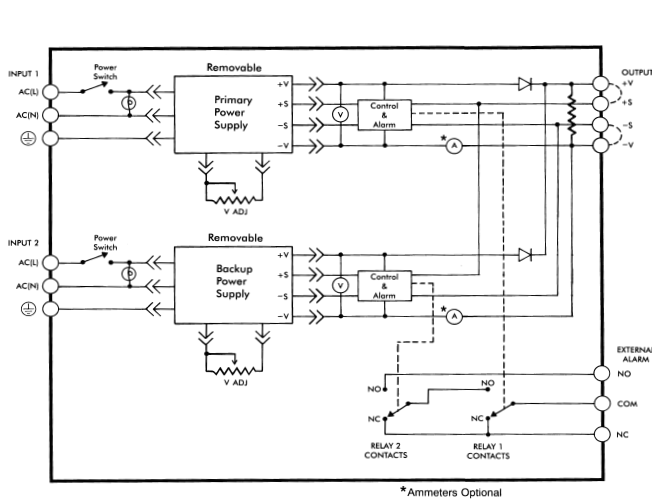 Removable
INPUT 1
Power
Switch
OUTPUT
AC(L)
+V
+V
Primary
Power
Supply
+S
Control
&
Alarm
+S
AC(N)
V
-S
-S
-V
*
A
-V
V ADJ
Removable
INPUT 2
Power
Switch
AC(L)
+V
Backup
Power
Supply
+S
Control
&
Alarm
AC(N)
V
-S
-V
*
A
V ADJ
EXTERNAL
ALARM
NO
NO
NO
COM
NC
NC
NC
RELAY 2
CONTACTS
RELAY 1
CONTACTS
*Ammeters Optional